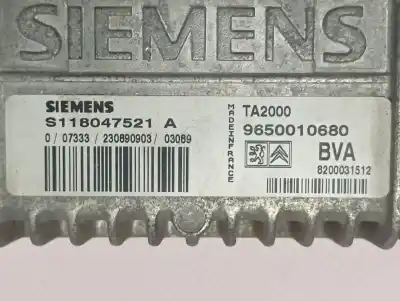 SIEMENS
SIEMENS
S118047521 A
0 / 07333 / 230890903 / 03089
MADE IN FRANCE
TA2000
9650010680
BVA
8200031512